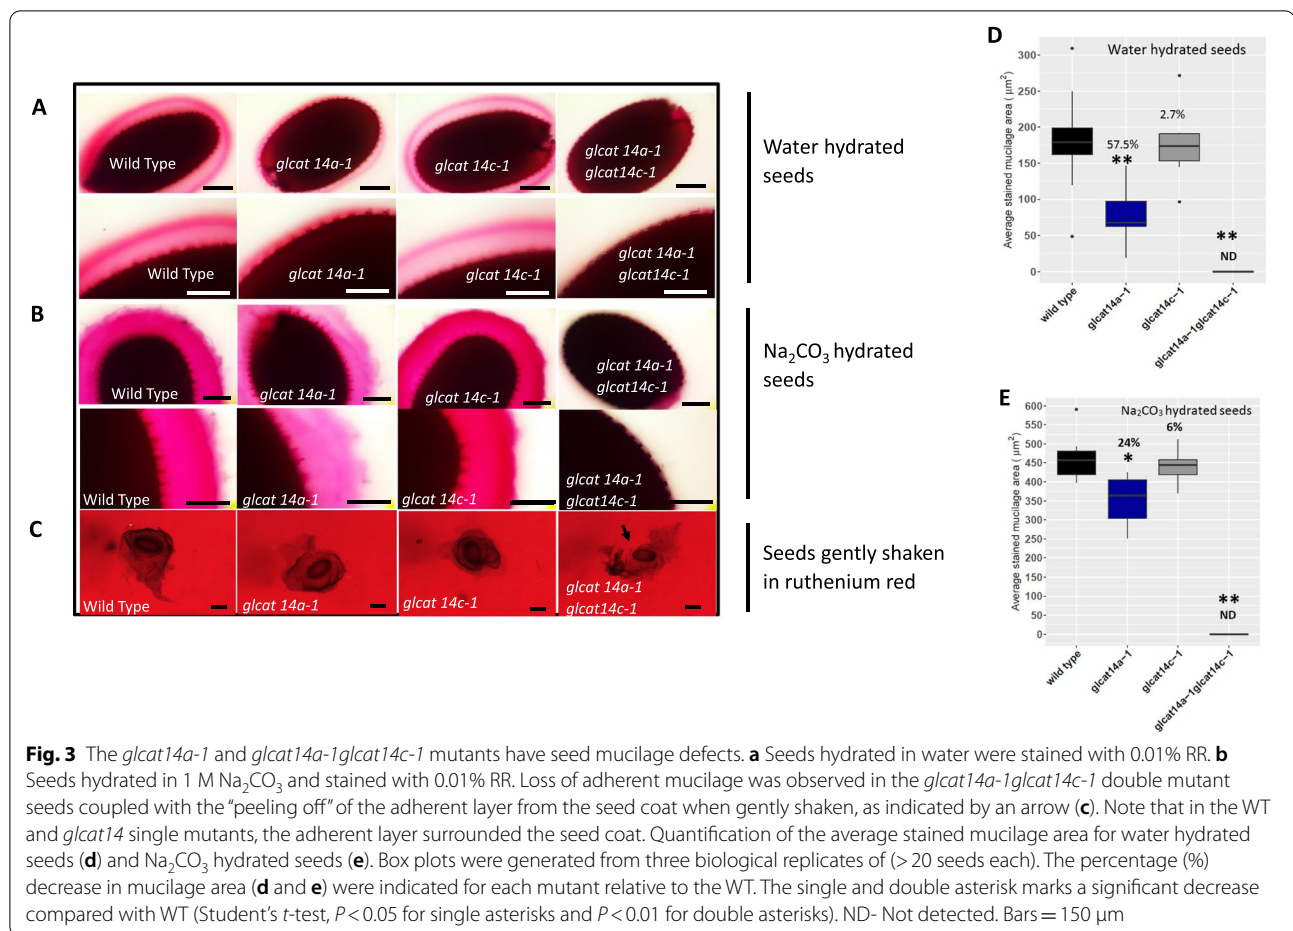 A
Wild Type
glcat 14a-1
glcat 14c-1
glcat 14a-1
glcat14c-1
Wild Type
glcat 14a-1
glcat 14c-1
glcat 14a-1
glcat14c-1
Water hydrated
seeds
B
Wild Type
glcat 14a-1
glcat 14c-1
glcat 14a-1
glcat14c-1
Wild Type
glcat 14a-1
glcat 14c-1
glcat 14a-1
glcat14c-1
Na₂CO₃ hydrated
seeds
C
Wild Type
glcat 14a-1
glcat 14c-1
glcat 14a-1
glcat14c-1
Seeds gently shaken
in ruthenium red
D
Water hydrated seeds
Average stained mucilage area ( µm²)
300
250
200
150
100
50
0
57.5%
**
2.7%
**
ND
wild type
glcat14a−1
glcat14c−1
glcat14a−1glcat14c−1
E
Na₂CO₃ hydrated seeds
Average stained mucilage area ( µm²)
600
550
500
450
400
350
300
250
200
150
100
50
0
24%
*
6%
**
ND
wild type
glcat14a−1
glcat14c−1
glcat14a−1glcat14c−1
Fig. 3 The glcat14a-1 and glcat14a-1glcat14c-1 mutants have seed mucilage defects. a Seeds hydrated in water were stained with 0.01% RR. b
Seeds hydrated in 1 M Na₂CO₃ and stained with 0.01% RR. Loss of adherent mucilage was observed in the glcat14a-1glcat14c-1 double mutant
seeds coupled with the “peeling off” of the adherent layer from the seed coat when gently shaken, as indicated by an arrow (c). Note that in the WT
and glcat14 single mutants, the adherent layer surrounded the seed coat. Quantification of the average stained mucilage area for water hydrated
seeds (d) and Na₂CO₃ hydrated seeds (e). Box plots were generated from three biological replicates of (> 20 seeds each). The percentage (%)
decrease in mucilage area (d and e) were indicated for each mutant relative to the WT. The single and double asterisk marks a significant decrease
compared with WT (Student’s t-test, P < 0.05 for single asterisks and P < 0.01 for double asterisks). ND- Not detected. Bars = 150 µm